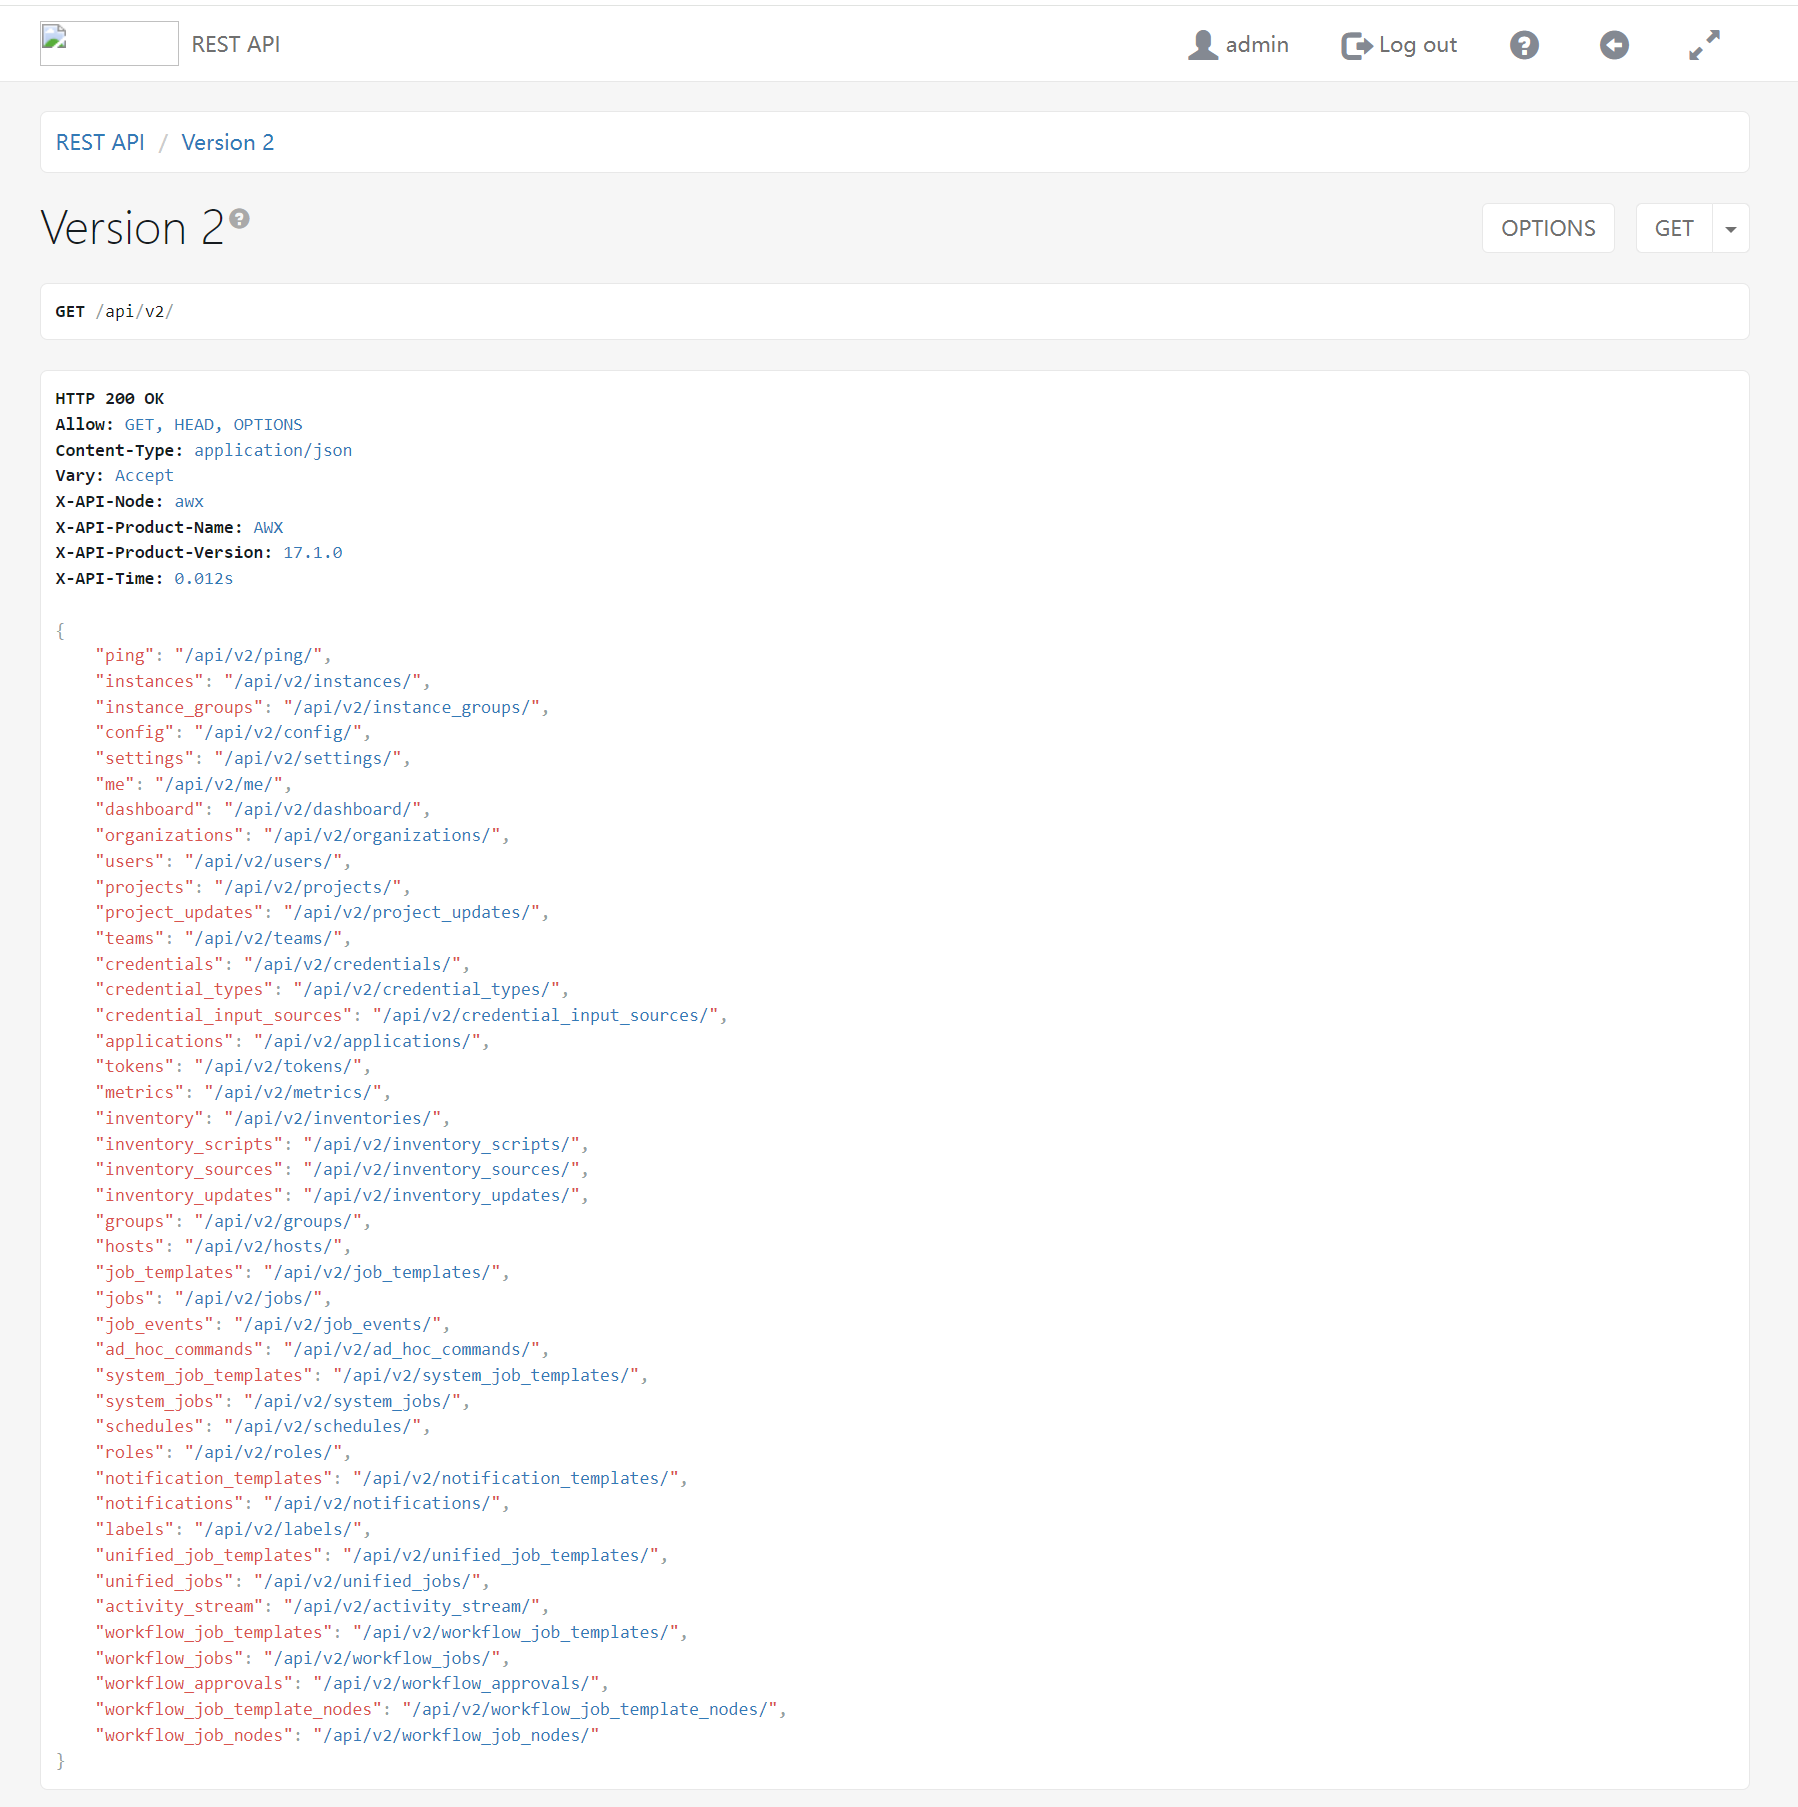 REST API
admin
Log out
REST API / Version 2
Version 2
OPTIONS
GET
GET /api/v2/
HTTP 200 OK
Allow: GET, HEAD, OPTIONS
Content-Type: application/json
Vary: Accept
X-API-Node: awx
X-API-Product-Name: AWX
X-API-Product-Version: 17.1.0
X-API-Time: 0.012s
{
    "ping": "/api/v2/ping/",
    "instances": "/api/v2/instances/",
    "instance_groups": "/api/v2/instance_groups/",
    "config": "/api/v2/config/",
    "settings": "/api/v2/settings/",
    "me": "/api/v2/me/",
    "dashboard": "/api/v2/dashboard/",
    "organizations": "/api/v2/organizations/",
    "users": "/api/v2/users/",
    "projects": "/api/v2/projects/",
    "project_updates": "/api/v2/project_updates/",
    "teams": "/api/v2/teams/",
    "credentials": "/api/v2/credentials/",
    "credential_types": "/api/v2/credential_types/",
    "credential_input_sources": "/api/v2/credential_input_sources/",
    "applications": "/api/v2/applications/",
    "tokens": "/api/v2/tokens/",
    "metrics": "/api/v2/metrics/",
    "inventory": "/api/v2/inventories/",
    "inventory_scripts": "/api/v2/inventory_scripts/",
    "inventory_sources": "/api/v2/inventory_sources/",
    "inventory_updates": "/api/v2/inventory_updates/",
    "groups": "/api/v2/groups/",
    "hosts": "/api/v2/hosts/",
    "job_templates": "/api/v2/job_templates/",
    "jobs": "/api/v2/jobs/",
    "job_events": "/api/v2/job_events/",
    "ad_hoc_commands": "/api/v2/ad_hoc_commands/",
    "system_job_templates": "/api/v2/system_job_templates/",
    "system_jobs": "/api/v2/system_jobs/",
    "schedules": "/api/v2/schedules/",
    "roles": "/api/v2/roles/",
    "notification_templates": "/api/v2/notification_templates/",
    "notifications": "/api/v2/notifications/",
    "labels": "/api/v2/labels/",
    "unified_job_templates": "/api/v2/unified_job_templates/",
    "unified_jobs": "/api/v2/unified_jobs/",
    "activity_stream": "/api/v2/activity_stream/",
    "workflow_job_templates": "/api/v2/workflow_job_templates/",
    "workflow_jobs": "/api/v2/workflow_jobs/",
    "workflow_approvals": "/api/v2/workflow_approvals/",
    "workflow_job_template_nodes": "/api/v2/workflow_job_template_nodes/",
    "workflow_job_nodes": "/api/v2/workflow_job_nodes/"
}